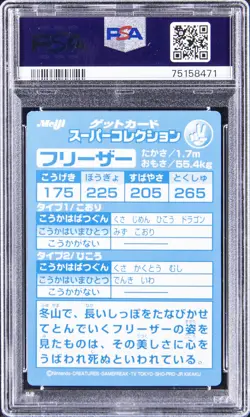 PSA
PSA
75158471
Meiji
ゲットカード
スーパーコレクション
フリーザー
たかさ/1.7m
おもさ/55.4kg
こうげき ぼうぎょ すばやさ とくしゅ
175 225 205 265
タイプ1/こおり
こうかはばつぐん くさ じめん ひこう ドラゴン
こうかはいまひとつ みず こおり
こうかがない
タイプ2/ひこう
こうかはばつぐん くさ かくとう むし
こうかはいまひとつ でんき いわ
こうかがない
冬山で、長いしっぽをたなびかせ
てとんでいくフリーザーの姿を
見たものは、その美しさに心を
うばわれ死ぬといわれている。
©Nintendo・CREATURES・GAMEFREAK・TV TOKYO・SHO-PRO・JR KIKAKU